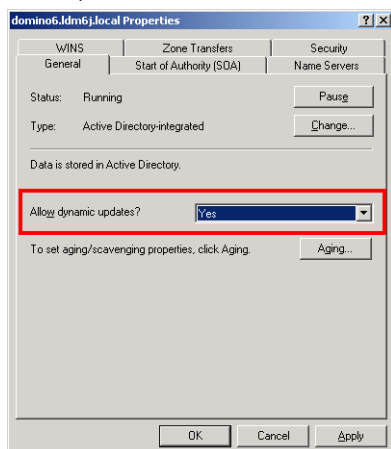 domino6.ldm6j.local Properties
WINS Zone Transfers Security
General Start of Authority (SOA) Name Servers
Status: Running Pause
Type: Active Directory-integrated Change...
Data is stored in Active Directory.
Allow dynamic updates? Yes
To set aging/scavenging properties, click Aging. Aging...
OK Cancel Apply